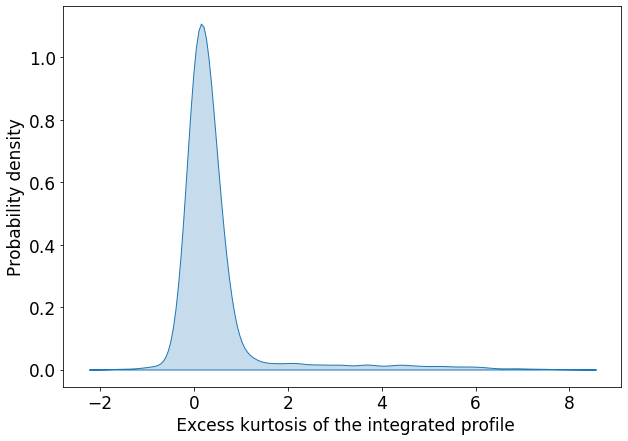 Probability density
1.0
0.8
0.6
0.4
0.2
0.0
−2 0 2 4 6 8
Excess kurtosis of the integrated profile